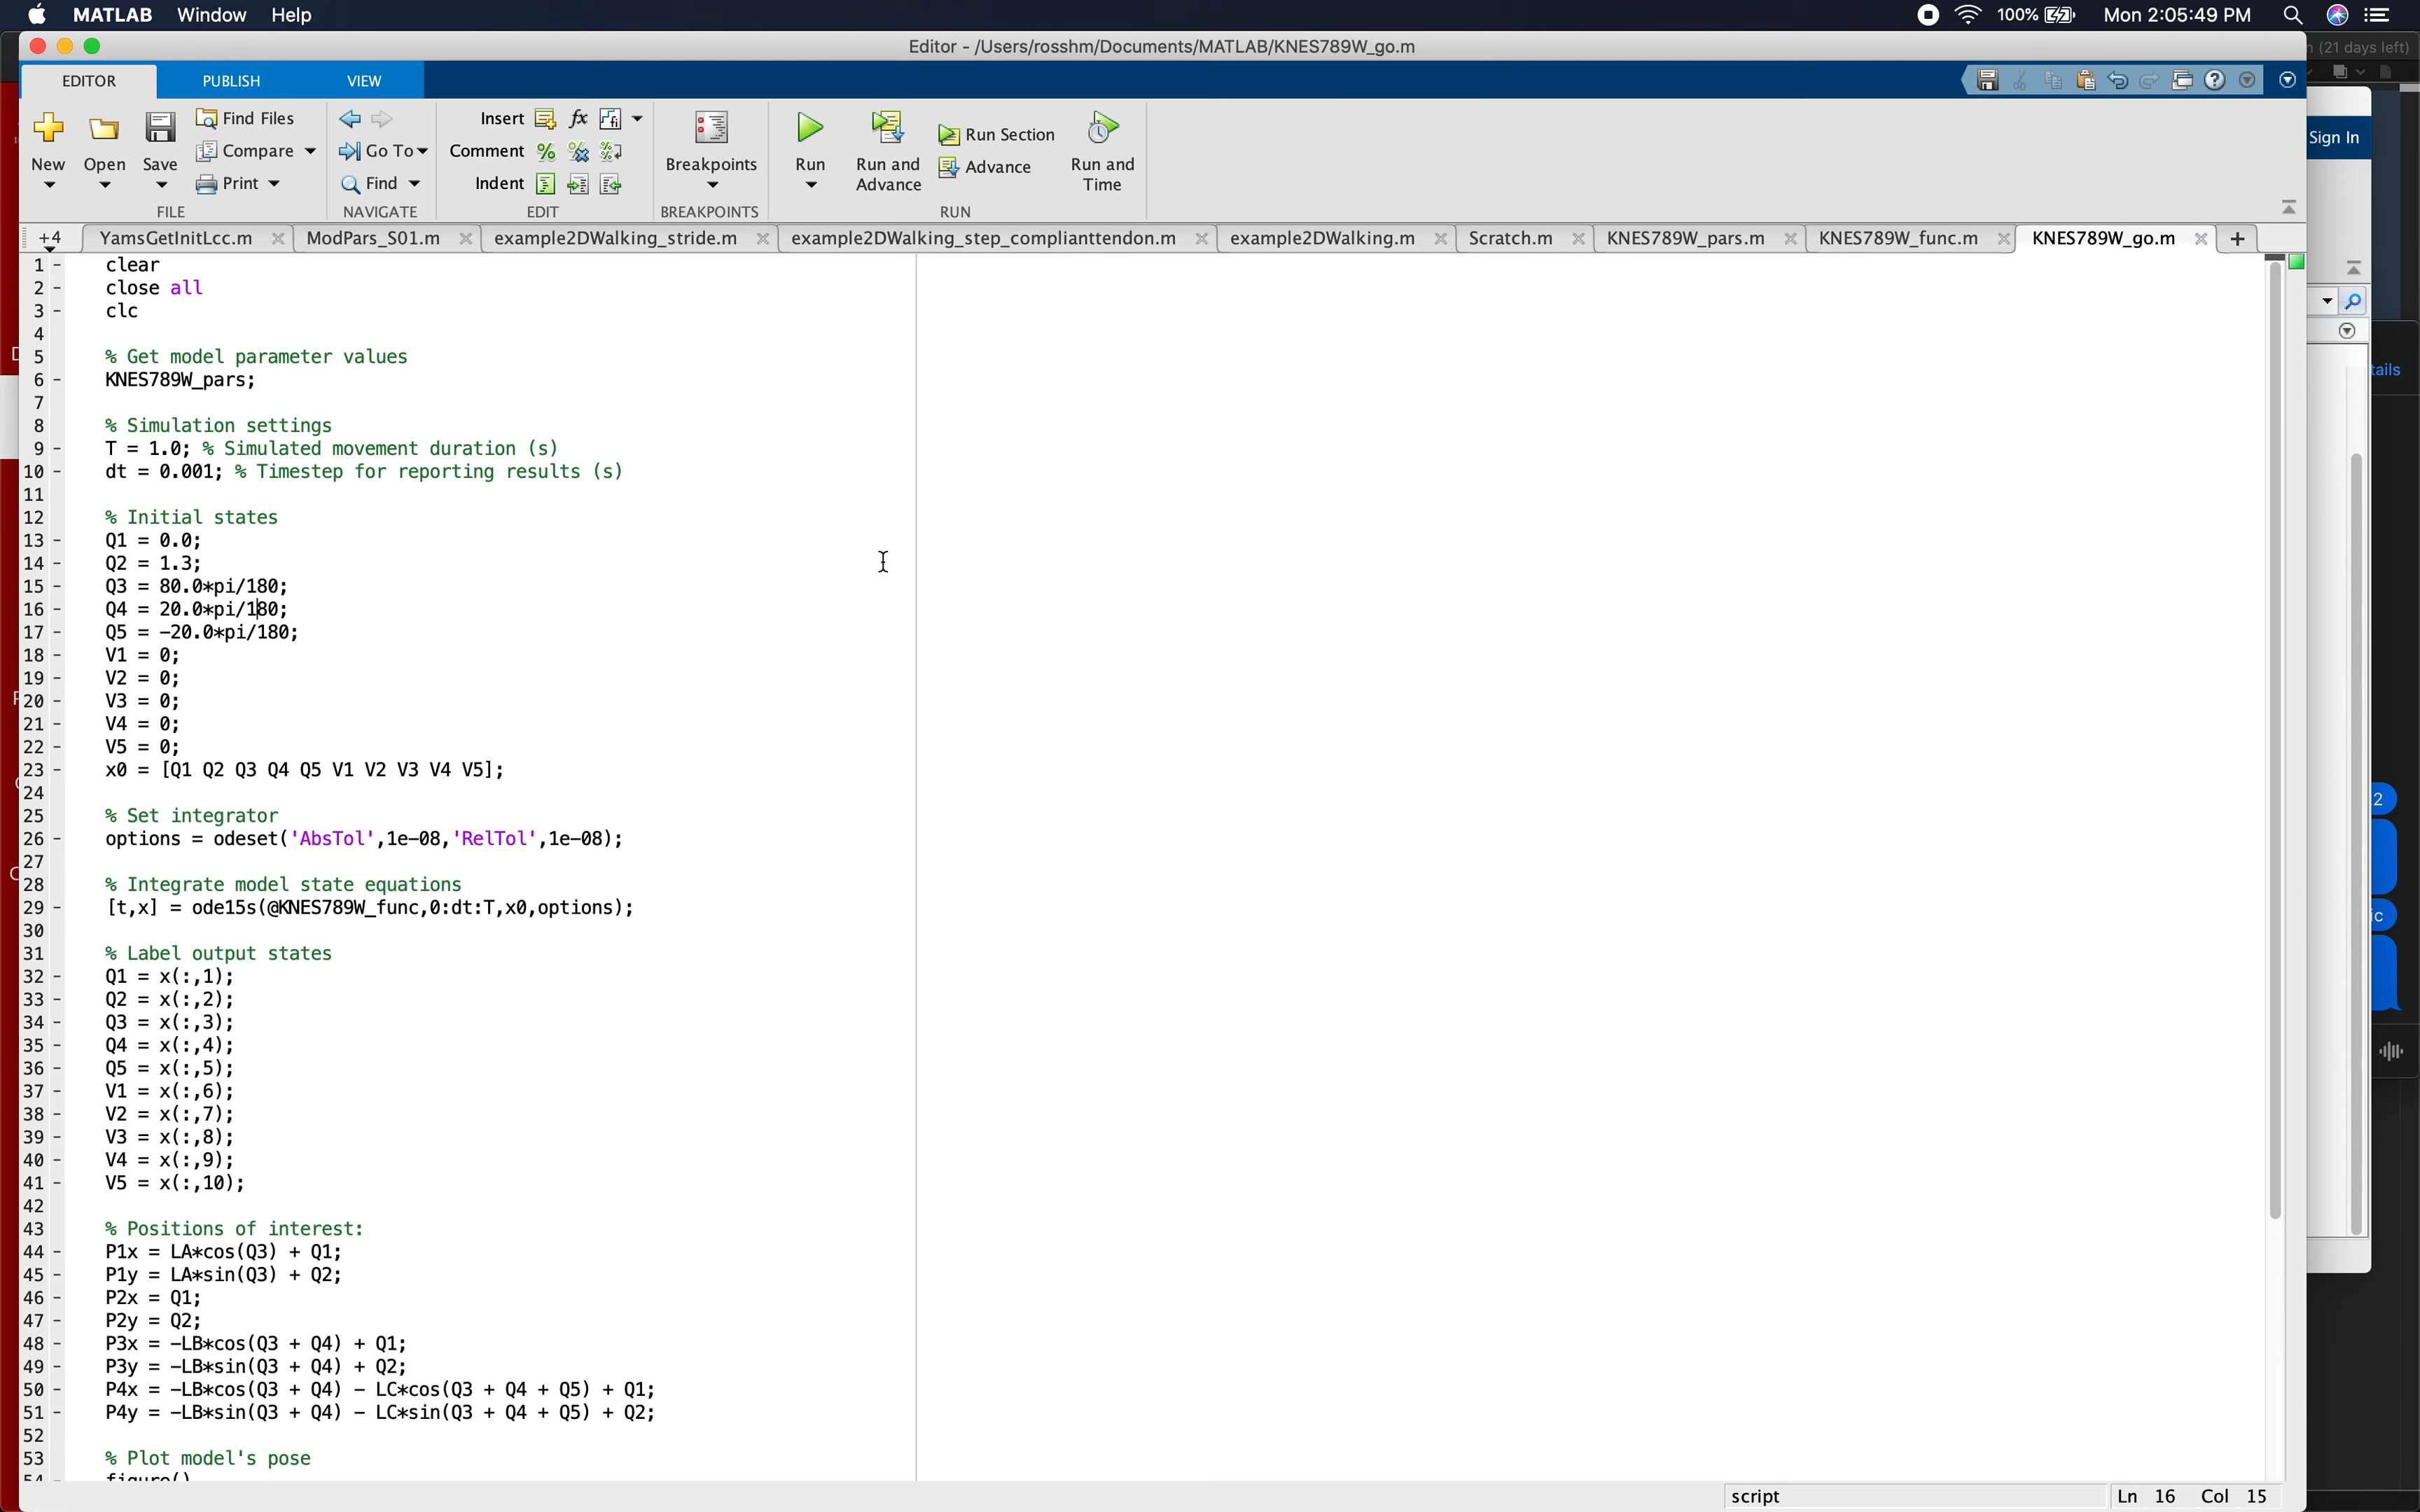 MATLAB Window Help 100% Mon 2:05:49 PM
Editor - /Users/rosshm/Documents/MATLAB/KNES789W_go.m
(21 days left)
EDITOR PUBLISH VIEW
Sign In
New Open Save Find Files Compare Print
Go To Find
Insert fx Comment Indent
Breakpoints
Run Run and Advance Run Section Advance Run and Time
FILE NAVIGATE EDIT BREAKPOINTS RUN
+4 YamsGetInitLcc.m ModPars_S01.m example2DWalking_stride.m example2DWalking_step_complianttendon.m example2DWalking.m Scratch.m KNES789W_pars.m KNES789W_func.m KNES789W_go.m +
1 - clear
2 - close all
3 - clc
4
5 % Get model parameter values
6 - KNES789W_pars;
7
8 % Simulation settings
9 - T = 1.0; % Simulated movement duration (s)
10 - dt = 0.001; % Timestep for reporting results (s)
11
12 % Initial states
13 - Q1 = 0.0;
14 - Q2 = 1.3;
15 - Q3 = 80.0*pi/180;
16 - Q4 = 20.0*pi/180;
17 - Q5 = -20.0*pi/180;
18 - V1 = 0;
19 - V2 = 0;
20 - V3 = 0;
21 - V4 = 0;
22 - V5 = 0;
23 - x0 = [Q1 Q2 Q3 Q4 Q5 V1 V2 V3 V4 V5];
24
25 % Set integrator
26 - options = odeset('AbsTol',1e-08,'RelTol',1e-08);
27
28 % Integrate model state equations
29 - [t,x] = ode15s(@KNES789W_func,0:dt:T,x0,options);
30
31 % Label output states
32 - Q1 = x(:,1);
33 - Q2 = x(:,2);
34 - Q3 = x(:,3);
35 - Q4 = x(:,4);
36 - Q5 = x(:,5);
37 - V1 = x(:,6);
38 - V2 = x(:,7);
39 - V3 = x(:,8);
40 - V4 = x(:,9);
41 - V5 = x(:,10);
42
43 % Positions of interest:
44 - P1x = LA*cos(Q3) + Q1;
45 - P1y = LA*sin(Q3) + Q2;
46 - P2x = Q1;
47 - P2y = Q2;
48 - P3x = -LB*cos(Q3 + Q4) + Q1;
49 - P3y = -LB*sin(Q3 + Q4) + Q2;
50 - P4x = -LB*cos(Q3 + Q4) - LC*cos(Q3 + Q4 + Q5) + Q1;
51 - P4y = -LB*sin(Q3 + Q4) - LC*sin(Q3 + Q4 + Q5) + Q2;
52
53 % Plot model's pose
54 - figure()
script Ln 16 Col 15